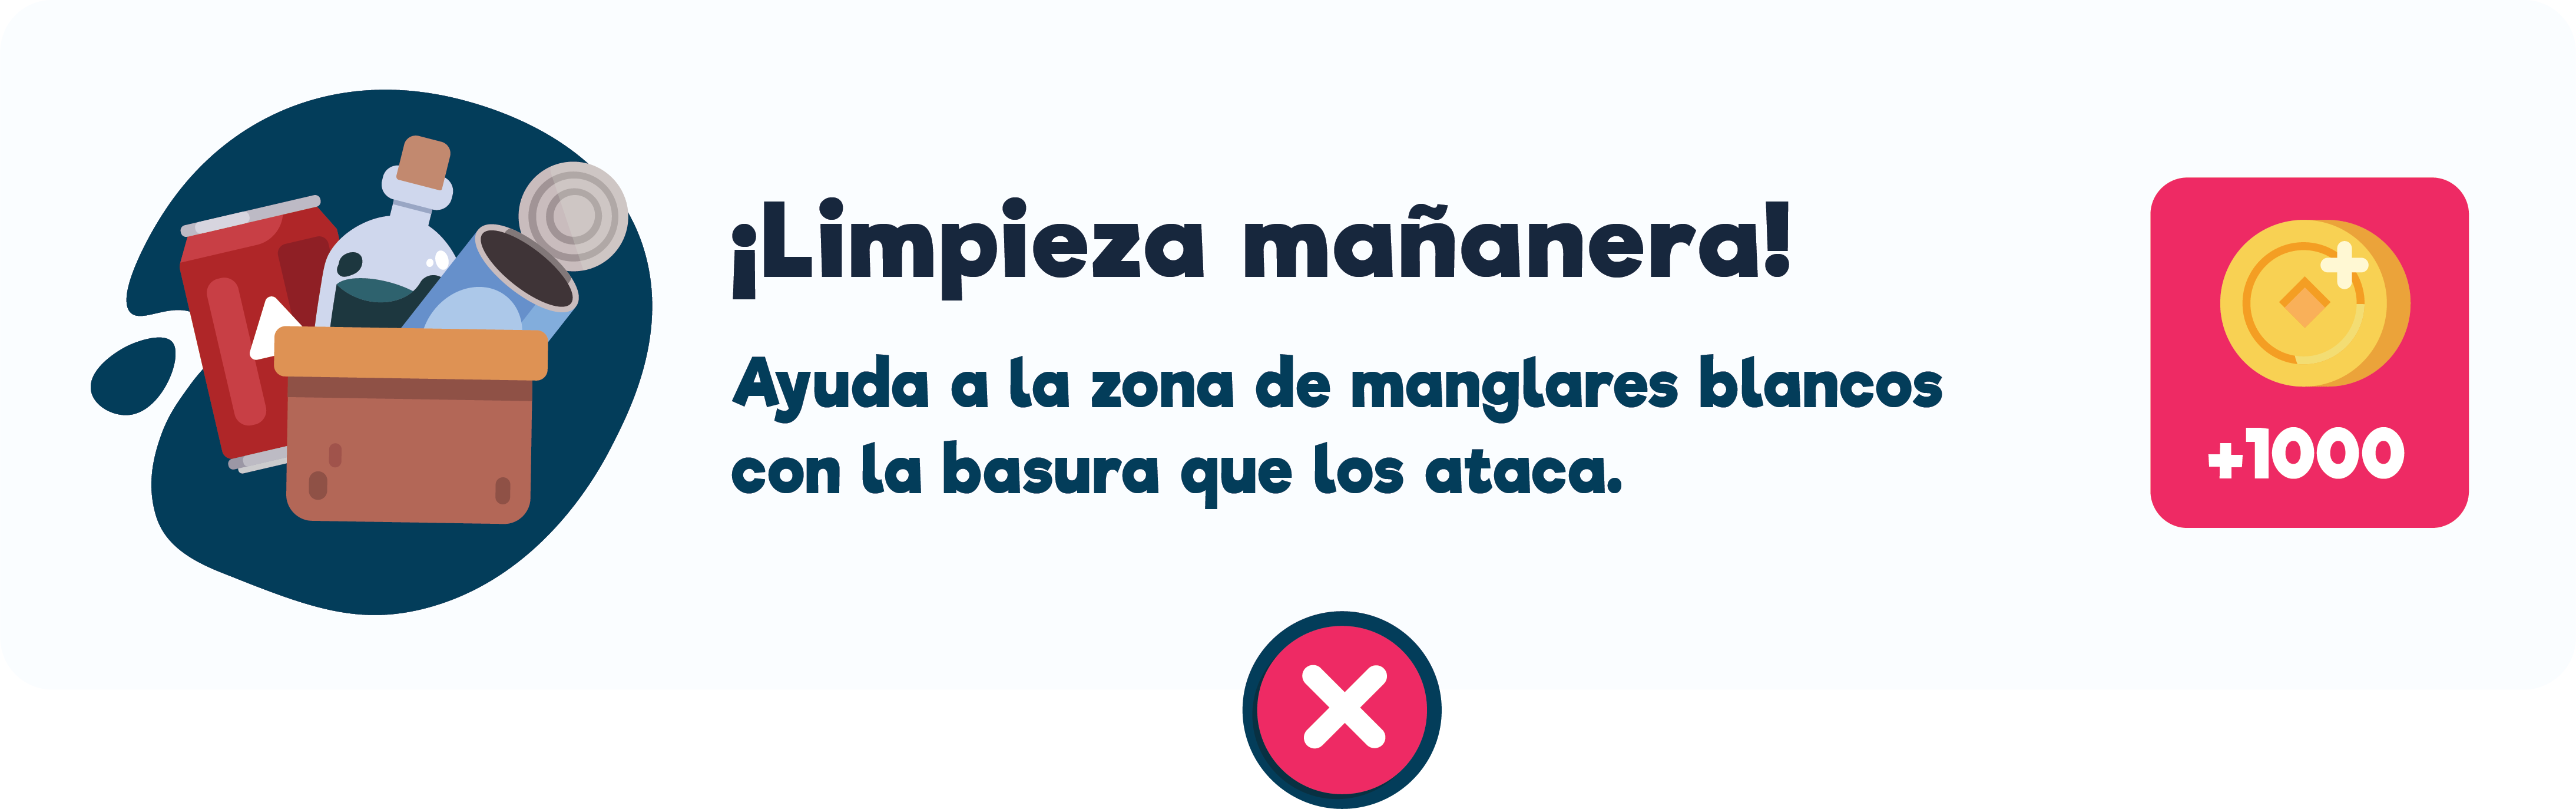 ¡Limpieza mañanera!
Ayuda a la zona de manglares blancos
con la basura que los ataca.
+1000